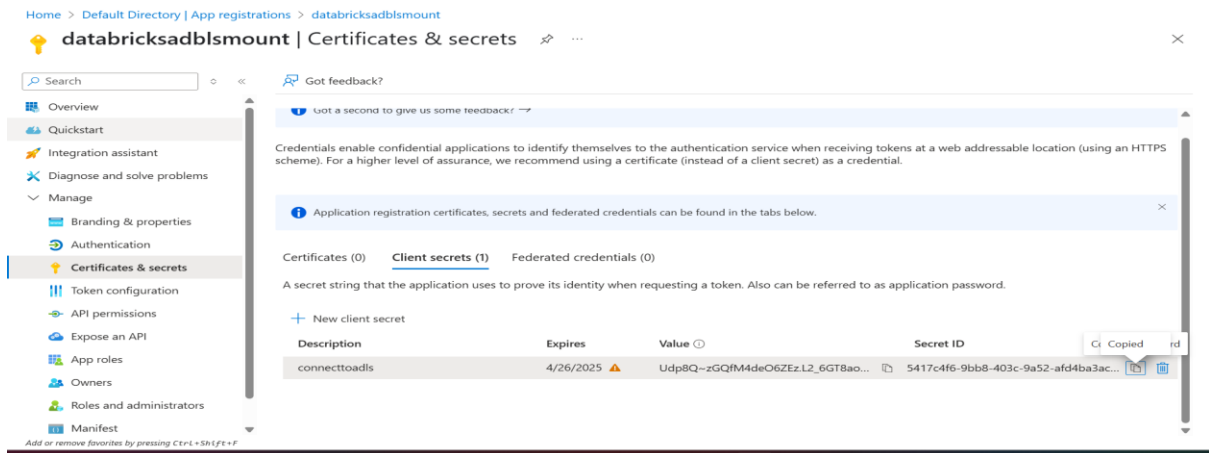 Home > Default Directory | App registrations > databricksadblsmount
databricksadblsmount | Certificates & secrets
Search
Got feedback?
Overview
Quickstart
Integration assistant
Diagnose and solve problems
Manage
Branding & properties
Authentication
Certificates & secrets
Token configuration
API permissions
Expose an API
App roles
Owners
Roles and administrators
Manifest
Add or remove favorites by pressing Ctrl+Shift+F
Got a second to give us some feedback?
Credentials enable confidential applications to identify themselves to the authentication service when receiving tokens at a web addressable location (using an HTTPS
scheme). For a higher level of assurance, we recommend using a certificate (instead of a client secret) as a credential.
Application registration certificates, secrets and federated credentials can be found in the tabs below.
Certificates (0) Client secrets (1) Federated credentials (0)
A secret string that the application uses to prove its identity when requesting a token. Also can be referred to as application password.
New client secret
Description Expires Value Secret ID Copied
connecttoadls 4/26/2025 Udp8Q~zGQfM4deO6ZEz.L2_6GT8ao... 5417c4f6-9bb8-403c-9a52-afd4ba3ac...